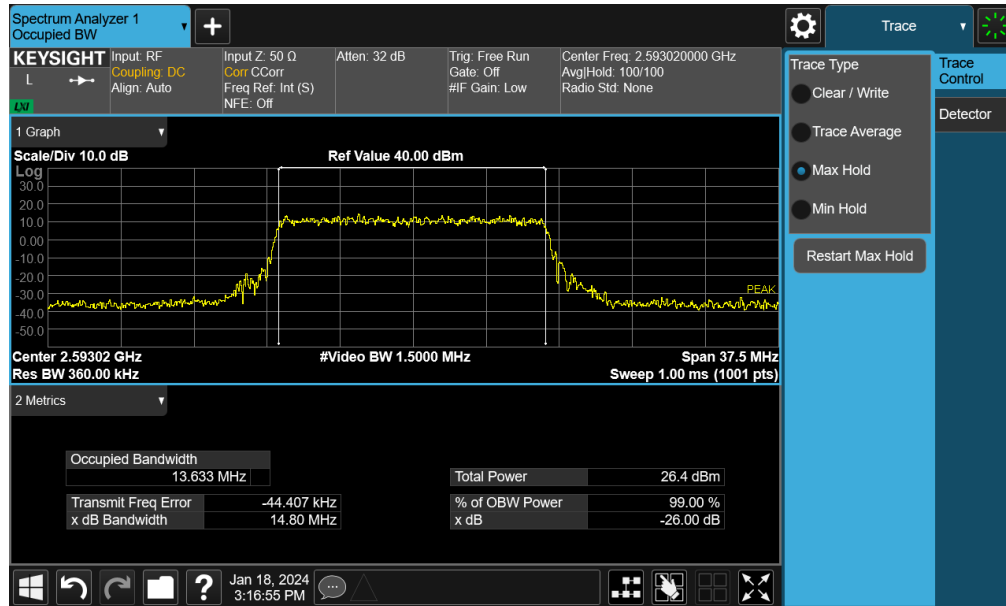 Spectrum Analyzer 1
Occupied BW
Trace
KEYSIGHT
L
LXI
Input: RF
Coupling: DC
Align: Auto
Input Z: 50 Ω
Corr CCorr
Freq Ref: Int (S)
NFE: Off
Atten: 32 dB
Trig: Free Run
Gate: Off
#IF Gain: Low
Center Freq: 2.593020000 GHz
Avg|Hold: 100/100
Radio Std: None
Trace Type
Clear / Write
Trace Average
Max Hold
Min Hold
Restart Max Hold
Trace
Control
Detector
1 Graph
Scale/Div 10.0 dB
Ref Value 40.00 dBm
Log
30.0
20.0
10.0
0.00
-10.0
-20.0
-30.0
-40.0
-50.0
PEAK
Center 2.59302 GHz
#Video BW 1.5000 MHz
Span 37.5 MHz
Res BW 360.00 kHz
Sweep 1.00 ms (1001 pts)
2 Metrics
Occupied Bandwidth
13.633 MHz
Total Power 26.4 dBm
Transmit Freq Error -44.407 kHz
% of OBW Power 99.00 %
x dB Bandwidth 14.80 MHz
x dB -26.00 dB
Jan 18, 2024
3:16:55 PM